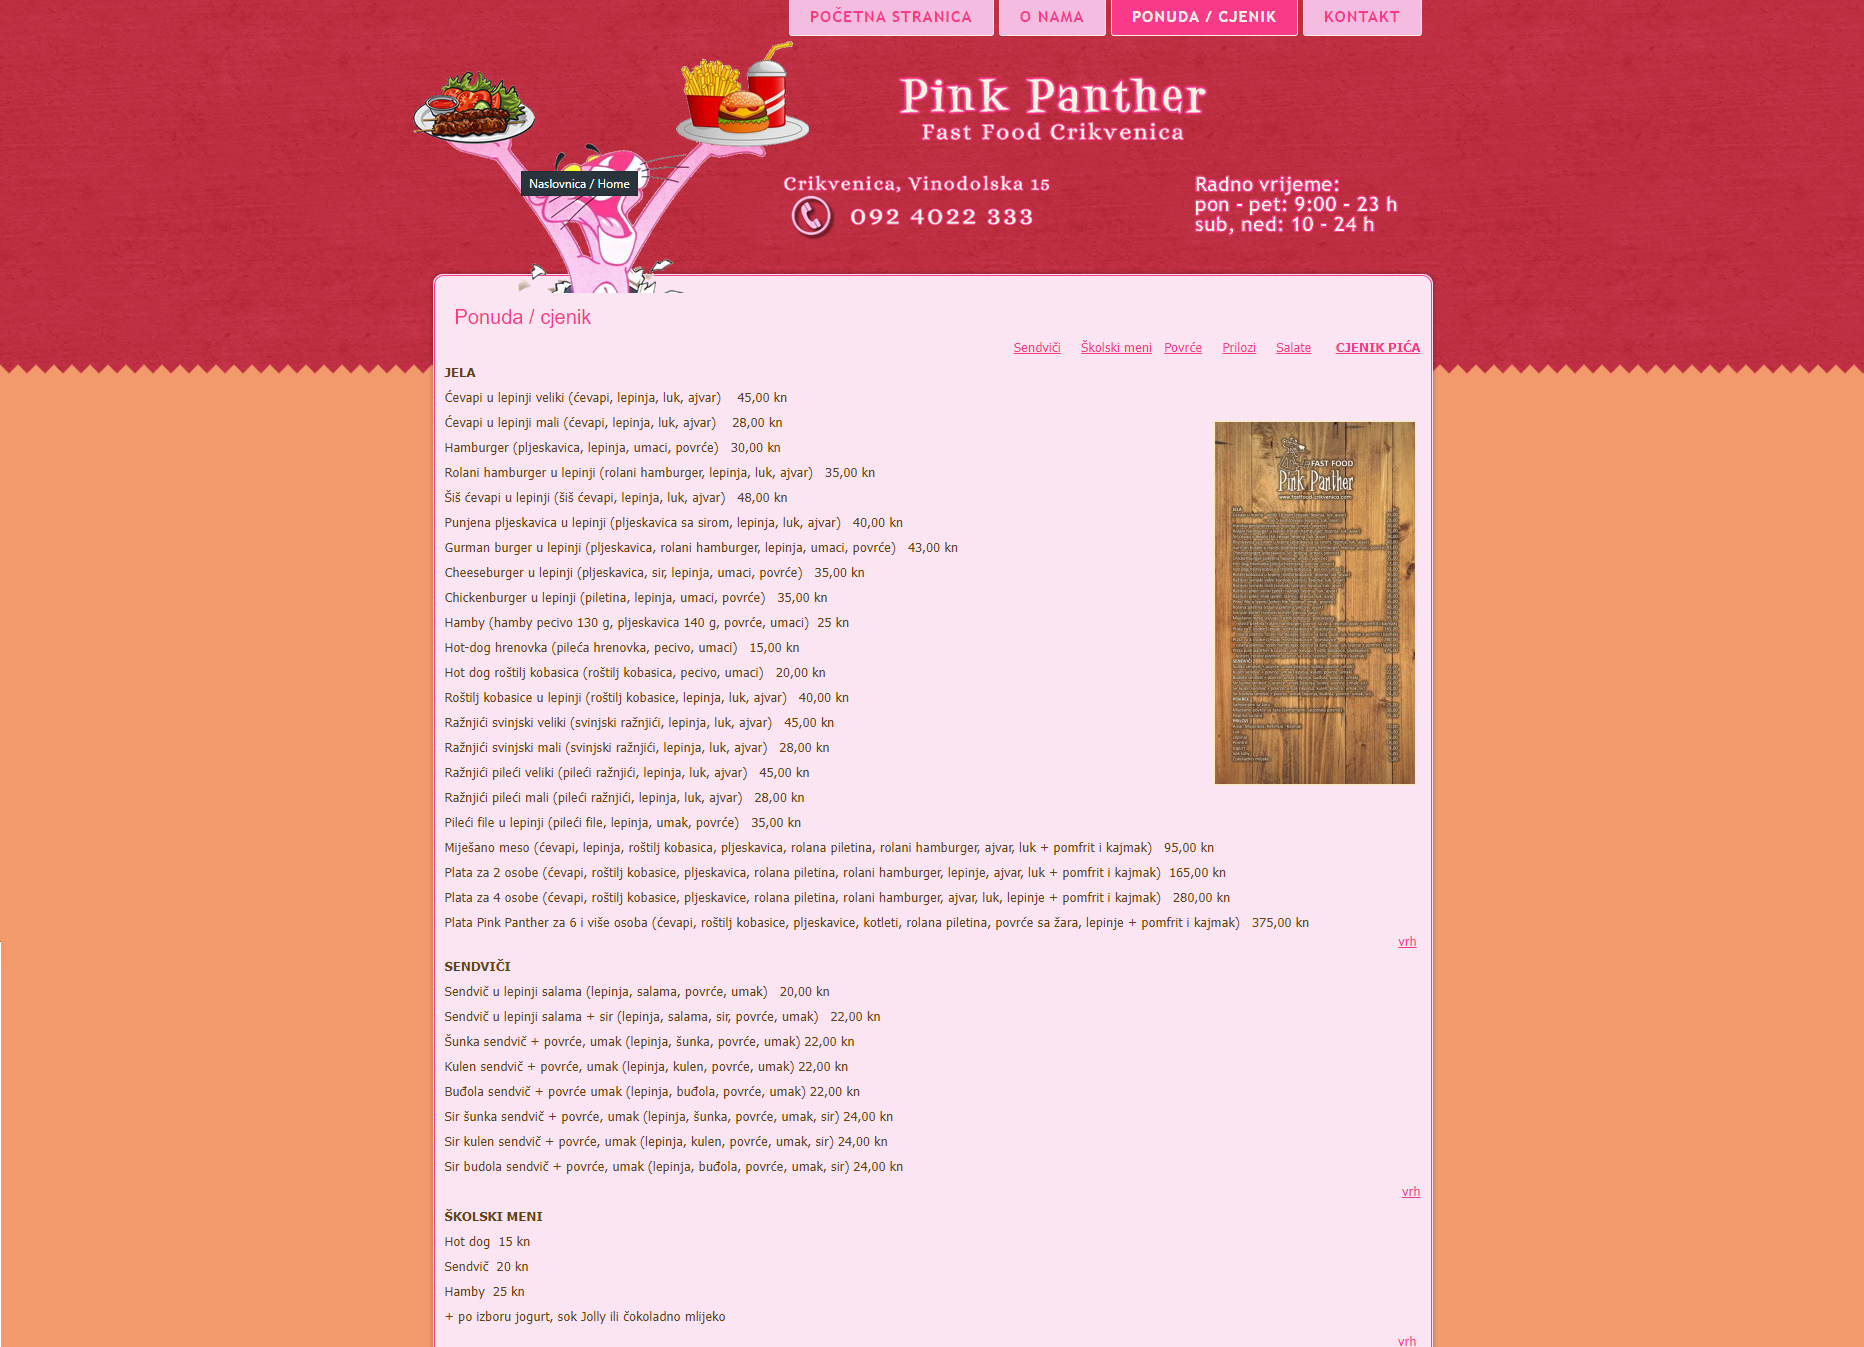 POČETNA STRANICA
O NAMA
PONUDA / CJENIK
KONTAKT
Pink Panther
Fast Food Crikvenica
Naslovnica / Home
Crikvenica, Vinodolska 15
092 4022 333
Radno vrijeme:
pon - pet: 9:00 - 23 h
sub, ned: 10 - 24 h
Ponuda / cjenik
Sendviči Školski meni Povrće Prilozi Salate CJENIK PIĆA
JELA
Ćevapi u lepinji veliki (ćevapi, lepinja, luk, ajvar) 45,00 kn
Ćevapi u lepinji mali (ćevapi, lepinja, luk, ajvar) 28,00 kn
Hamburger (pljeskavica, lepinja, umaci, povrće) 30,00 kn
Rolani hamburger u lepinji (rolani hamburger, lepinja, luk, ajvar) 35,00 kn
Šiš ćevapi u lepinji (šiš ćevapi, lepinja, luk, ajvar) 48,00 kn
Punjena pljeskavica u lepinji (pljeskavica sa sirom, lepinja, luk, ajvar) 40,00 kn
Gurman burger u lepinji (pljeskavica, rolani hamburger, lepinja, umaci, povrće) 43,00 kn
Cheeseburger u lepinji (pljeskavica, sir, lepinja, umaci, povrće) 35,00 kn
Chickenburger u lepinji (piletina, lepinja, umaci, povrće) 35,00 kn
Hamby (hamby pecivo 130 g, pljeskavica 140 g, povrće, umaci) 25 kn
Hot-dog hrenovka (pileća hrenovka, pecivo, umaci) 15,00 kn
Hot dog roštilj kobasica (roštilj kobasica, pecivo, umaci) 20,00 kn
Roštilj kobasice u lepinji (roštilj kobasice, lepinja, luk, ajvar) 40,00 kn
Ražnjići svinjski veliki (svinjski ražnjići, lepinja, luk, ajvar) 45,00 kn
Ražnjići svinjski mali (svinjski ražnjići, lepinja, luk, ajvar) 28,00 kn
Ražnjići pileći veliki (pileći ražnjići, lepinja, luk, ajvar) 45,00 kn
Ražnjići pileći mali (pileći ražnjići, lepinja, luk, ajvar) 28,00 kn
Pileći file u lepinji (pileći file, lepinja, umak, povrće) 35,00 kn
Miješano meso (ćevapi, lepinja, roštilj kobasica, pljeskavica, rolana piletina, rolani hamburger, ajvar, luk + pomfrit i kajmak) 95,00 kn
Plata za 2 osobe (ćevapi, roštilj kobasice, pljeskavica, rolana piletina, rolani hamburger, lepinje, ajvar, luk + pomfrit i kajmak) 165,00 kn
Plata za 4 osobe (ćevapi, roštilj kobasice, pljeskavice, rolana piletina, rolani hamburger, ajvar, luk, lepinje + pomfrit i kajmak) 280,00 kn
Plata Pink Panther za 6 i više osoba (ćevapi, roštilj kobasice, pljeskavice, kotleti, rolana piletina, povrće sa žara, lepinje + pomfrit i kajmak) 375,00 kn
vrh
FAST FOOD
Pink Panther
www.fastfood-crikvenica.com
SENDVIČI
Sendvič u lepinji salama (lepinja, salama, povrće, umak) 20,00 kn
Sendvič u lepinji salama + sir (lepinja, salama, sir, povrće, umak) 22,00 kn
Šunka sendvič + povrće, umak (lepinja, šunka, povrće, umak) 22,00 kn
Kulen sendvič + povrće, umak (lepinja, kulen, povrće, umak) 22,00 kn
Buđola sendvič + povrće umak (lepinja, buđola, povrće, umak) 22,00 kn
Sir šunka sendvič + povrće, umak (lepinja, šunka, povrće, umak, sir) 24,00 kn
Sir kulen sendvič + povrće, umak (lepinja, kulen, povrće, umak, sir) 24,00 kn
Sir budola sendvič + povrće, umak (lepinja, buđola, povrće, umak, sir) 24,00 kn
vrh
ŠKOLSKI MENI
Hot dog 15 kn
Sendvič 20 kn
Hamby 25 kn
+ po izboru jogurt, sok Jolly ili čokoladno mlijeko
vrh